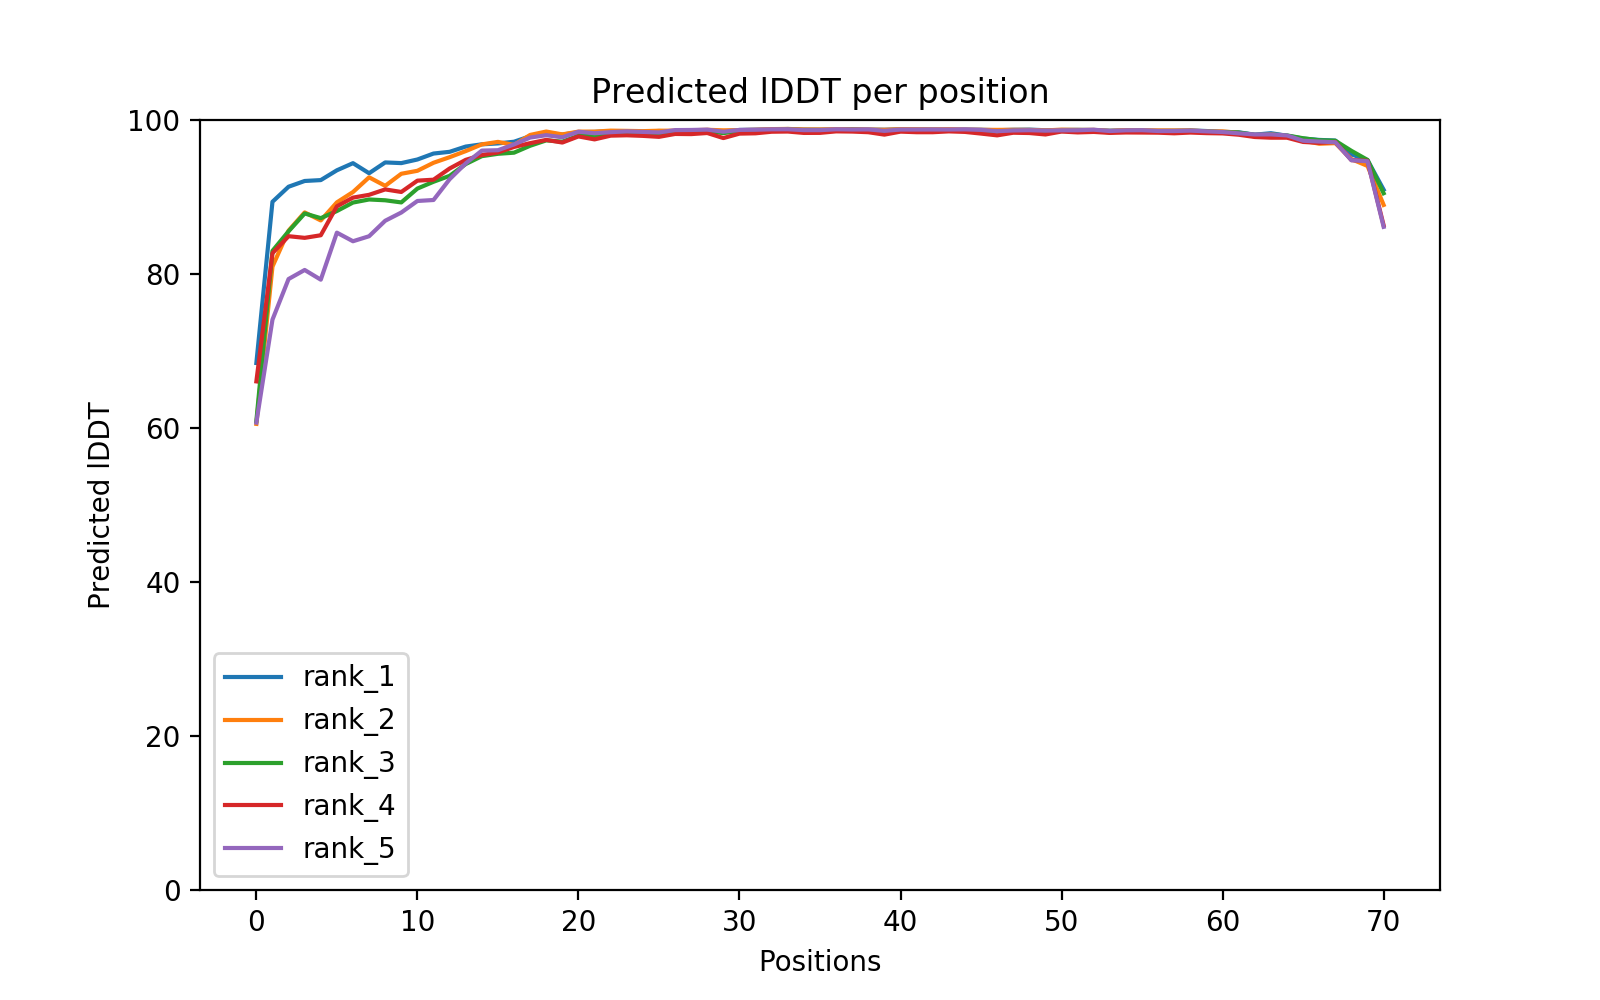 Predicted lDDT per position
Predicted lDDT
100
80
60
40
20
0
rank_1
rank_2
rank_3
rank_4
rank_5
0 10 20 30 40 50 60 70
Positions